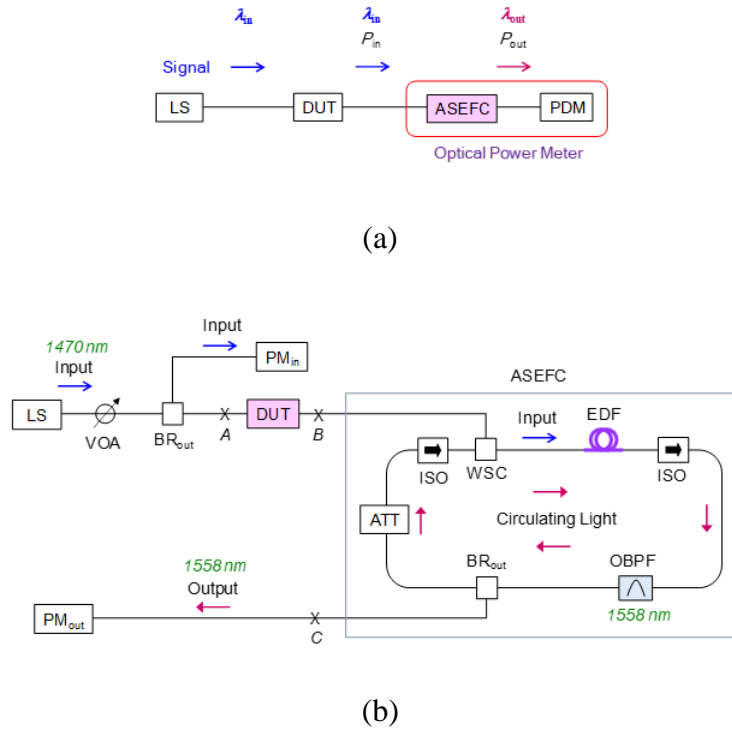 λin λin λout
Pin Pout
Signal
LS DUT ASEFC PDM
Optical Power Meter
(a)
Input
1470 nm PMin
Input ASEFC
LS DUT Input EDF
VOA BRout A B
ISO WSC ISO
ATT Circulating Light
1558 nm BRout OBPF
Output 1558 nm
PMout
C
(b)